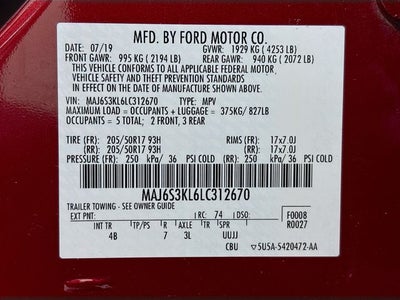 MFD. BY FORD MOTOR CO.
DATE: 07/19 GVWR: 1929 KG ( 4253 LB)
FRONT GAWR: 995 KG ( 2194 LB) REAR GAWR: 940 KG ( 2072 LB)
THIS VEHICLE CONFORMS TO ALL APPLICABLE FEDERAL MOTOR
VEHICLE SAFETY AND THEFT PREVENTION STANDARDS
IN EFFECT ON THE DATE OF MANUFACTURE SHOWN ABOVE.
VIN: MAJ6S3KL6LC312670 TYPE: MPV
MAXIMUM LOAD = OCCUPANTS + LUGGAGE = 375KG/ 827LB
OCCUPANTS = 5 TOTAL; 2 FRONT, 3 REAR
TIRE (FR): 205/50R17 93H RIMS (FR): 17x7.0J
(RR): 205/50R17 93H (RR): 17x7.0J
PRESSURE (FR) 250 kPa/ 36 PSI COLD (RR) 250 kPa/ 36 PSI COLD
MAJ6S3KL6LC312670
TRAILER TOWING - SEE OWNER GUIDE
EXT PNT: RC: 74 DSO: F0008
R0027
INT TR TP/PS R AXLE TR SPR
4B 7 3L UUJJ
CBU 5U5A-5420472-AA